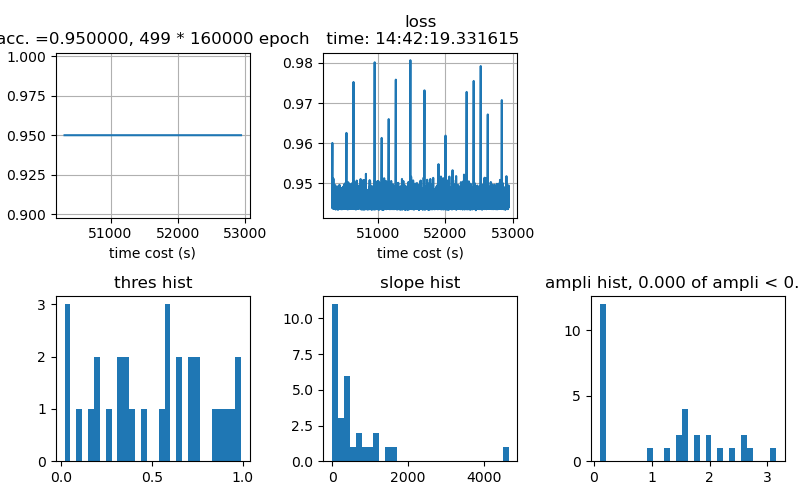 acc. =0.950000, 499 * 160000 epoch
loss
time: 14:42:19.331615
1.000
0.975
0.950
0.925
0.900
51000 52000 53000
time cost (s)
0.98
0.97
0.96
0.95
51000 52000 53000
time cost (s)
thres hist
3
2
1
0
0.0 0.5 1.0
slope hist
10.0
7.5
5.0
2.5
0.0
0 2000 4000
ampli hist, 0.000 of ampli < 0.
10
5
0
0 1 2 3